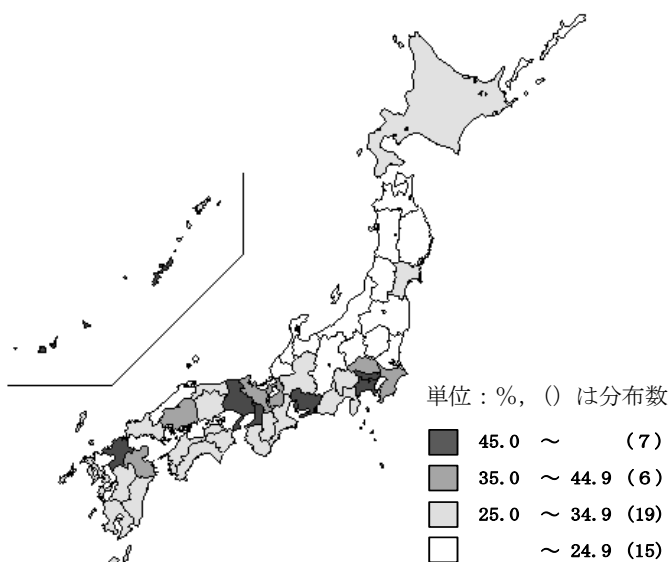 単位：%, () は分布数
45.0 ～ (7)
35.0 ～ 44.9 (6)
25.0 ～ 34.9 (19)
～ 24.9 (15)